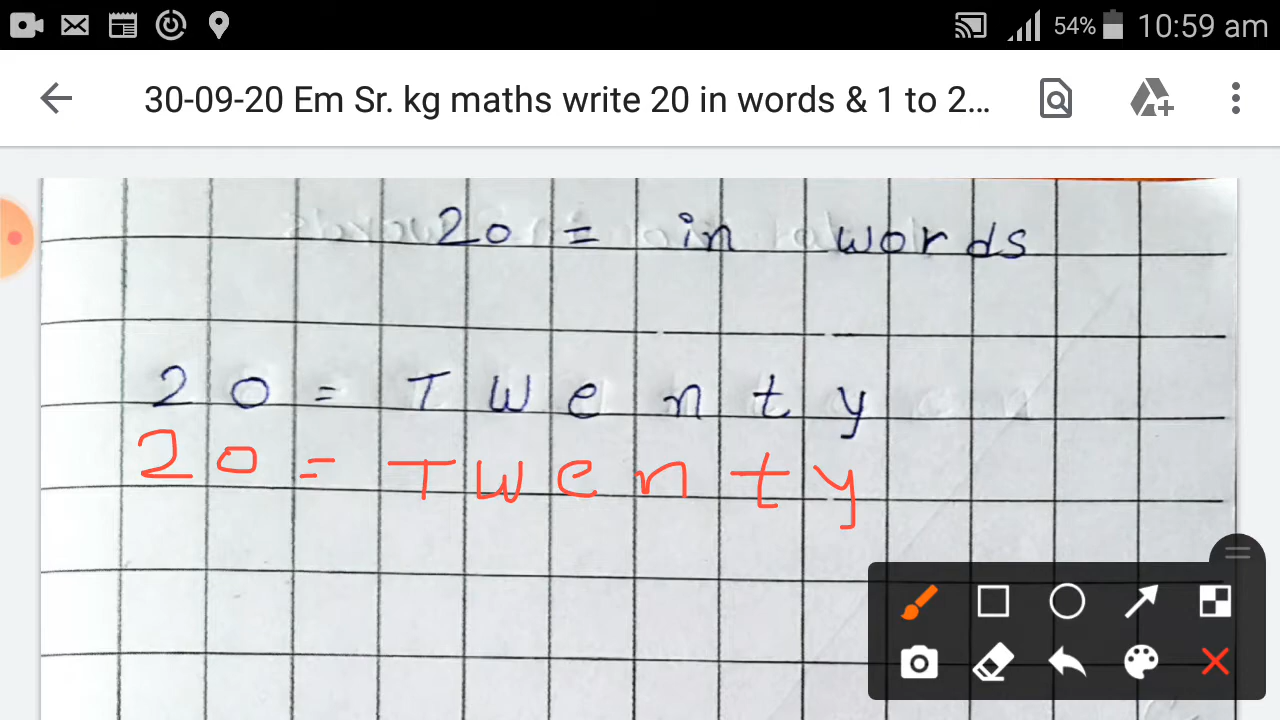 54% 10:59 am
30-09-20 Em Sr. kg maths write 20 in words & 1 to 2...
20 = in words
20 = Twenty
20 = Twenty